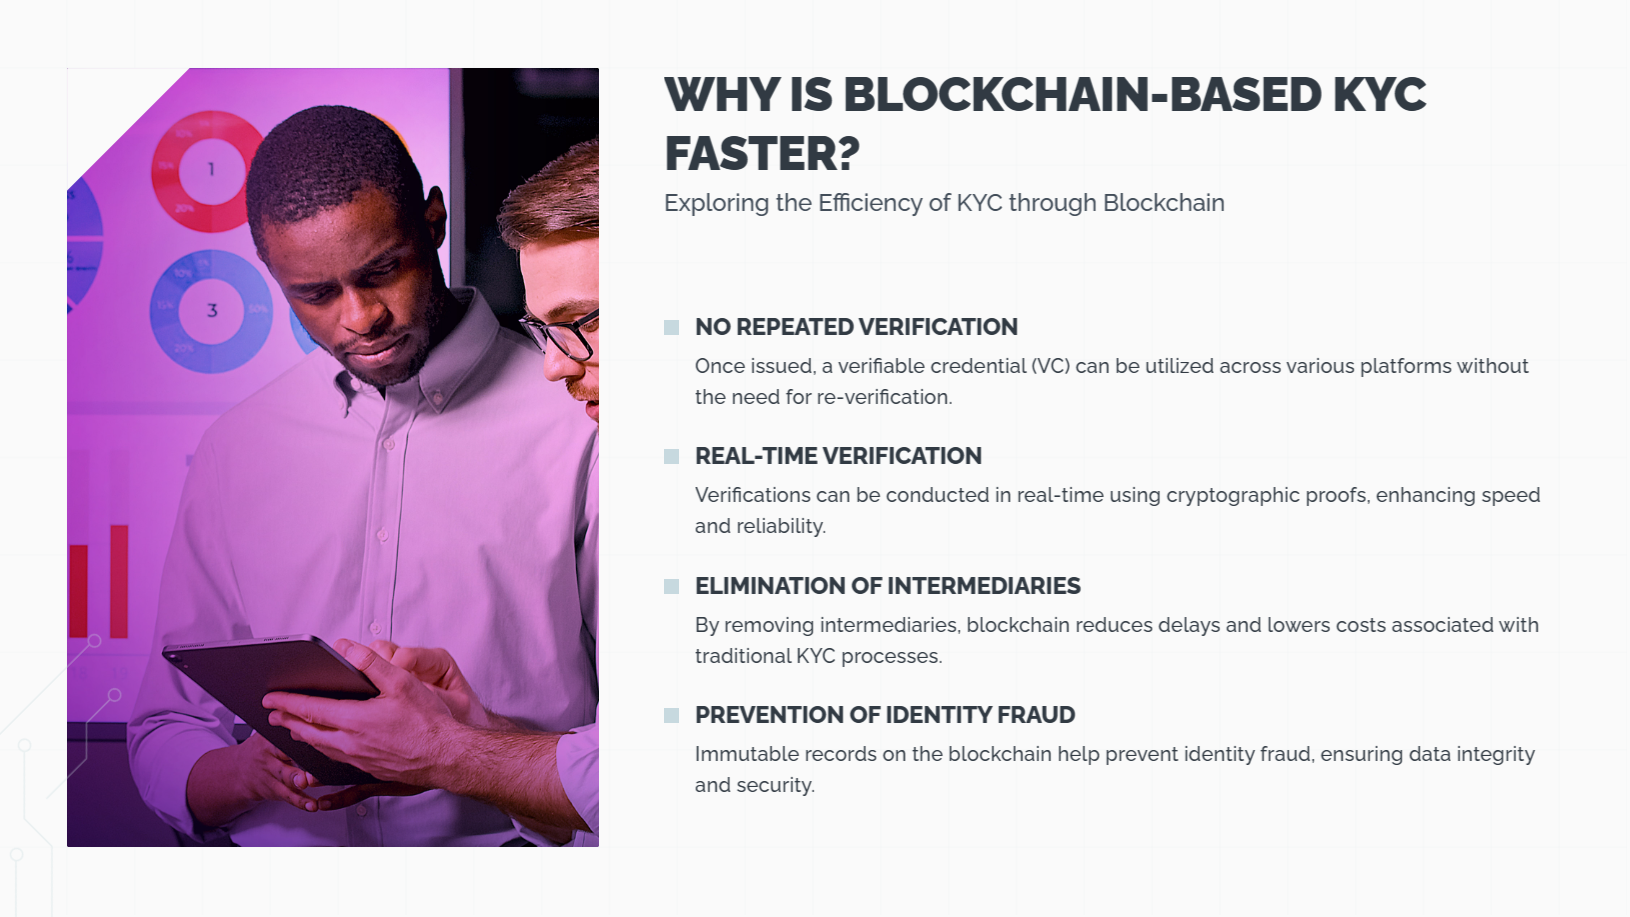 WHY IS BLOCKCHAIN-BASED KYC
FASTER?
Exploring the Efficiency of KYC through Blockchain
NO REPEATED VERIFICATION
Once issued, a verifiable credential (VC) can be utilized across various platforms without
the need for re-verification.
REAL-TIME VERIFICATION
Verifications can be conducted in real-time using cryptographic proofs, enhancing speed
and reliability.
ELIMINATION OF INTERMEDIARIES
By removing intermediaries, blockchain reduces delays and lowers costs associated with
traditional KYC processes.
PREVENTION OF IDENTITY FRAUD
Immutable records on the blockchain help prevent identity fraud, ensuring data integrity
and security.
1
20%
3
20%